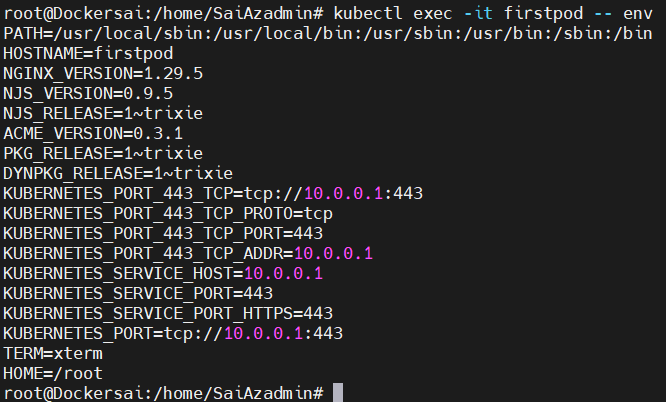 root@Dockersai:/home/SaiAzadmin# kubectl exec -it firstpod -- env
PATH=/usr/local/sbin:/usr/local/bin:/usr/sbin:/usr/bin:/sbin:/bin
HOSTNAME=firstpod
NGINX_VERSION=1.29.5
NJS_VERSION=0.9.5
NJS_RELEASE=1~trixie
ACME_VERSION=0.3.1
PKG_RELEASE=1~trixie
DYNPKG_RELEASE=1~trixie
KUBERNETES_PORT_443_TCP=tcp://10.0.0.1:443
KUBERNETES_PORT_443_TCP_PROTO=tcp
KUBERNETES_PORT_443_TCP_PORT=443
KUBERNETES_PORT_443_TCP_ADDR=10.0.0.1
KUBERNETES_SERVICE_HOST=10.0.0.1
KUBERNETES_SERVICE_PORT=443
KUBERNETES_SERVICE_PORT_HTTPS=443
KUBERNETES_PORT=tcp://10.0.0.1:443
TERM=xterm
HOME=/root
root@Dockersai:/home/SaiAzadmin#